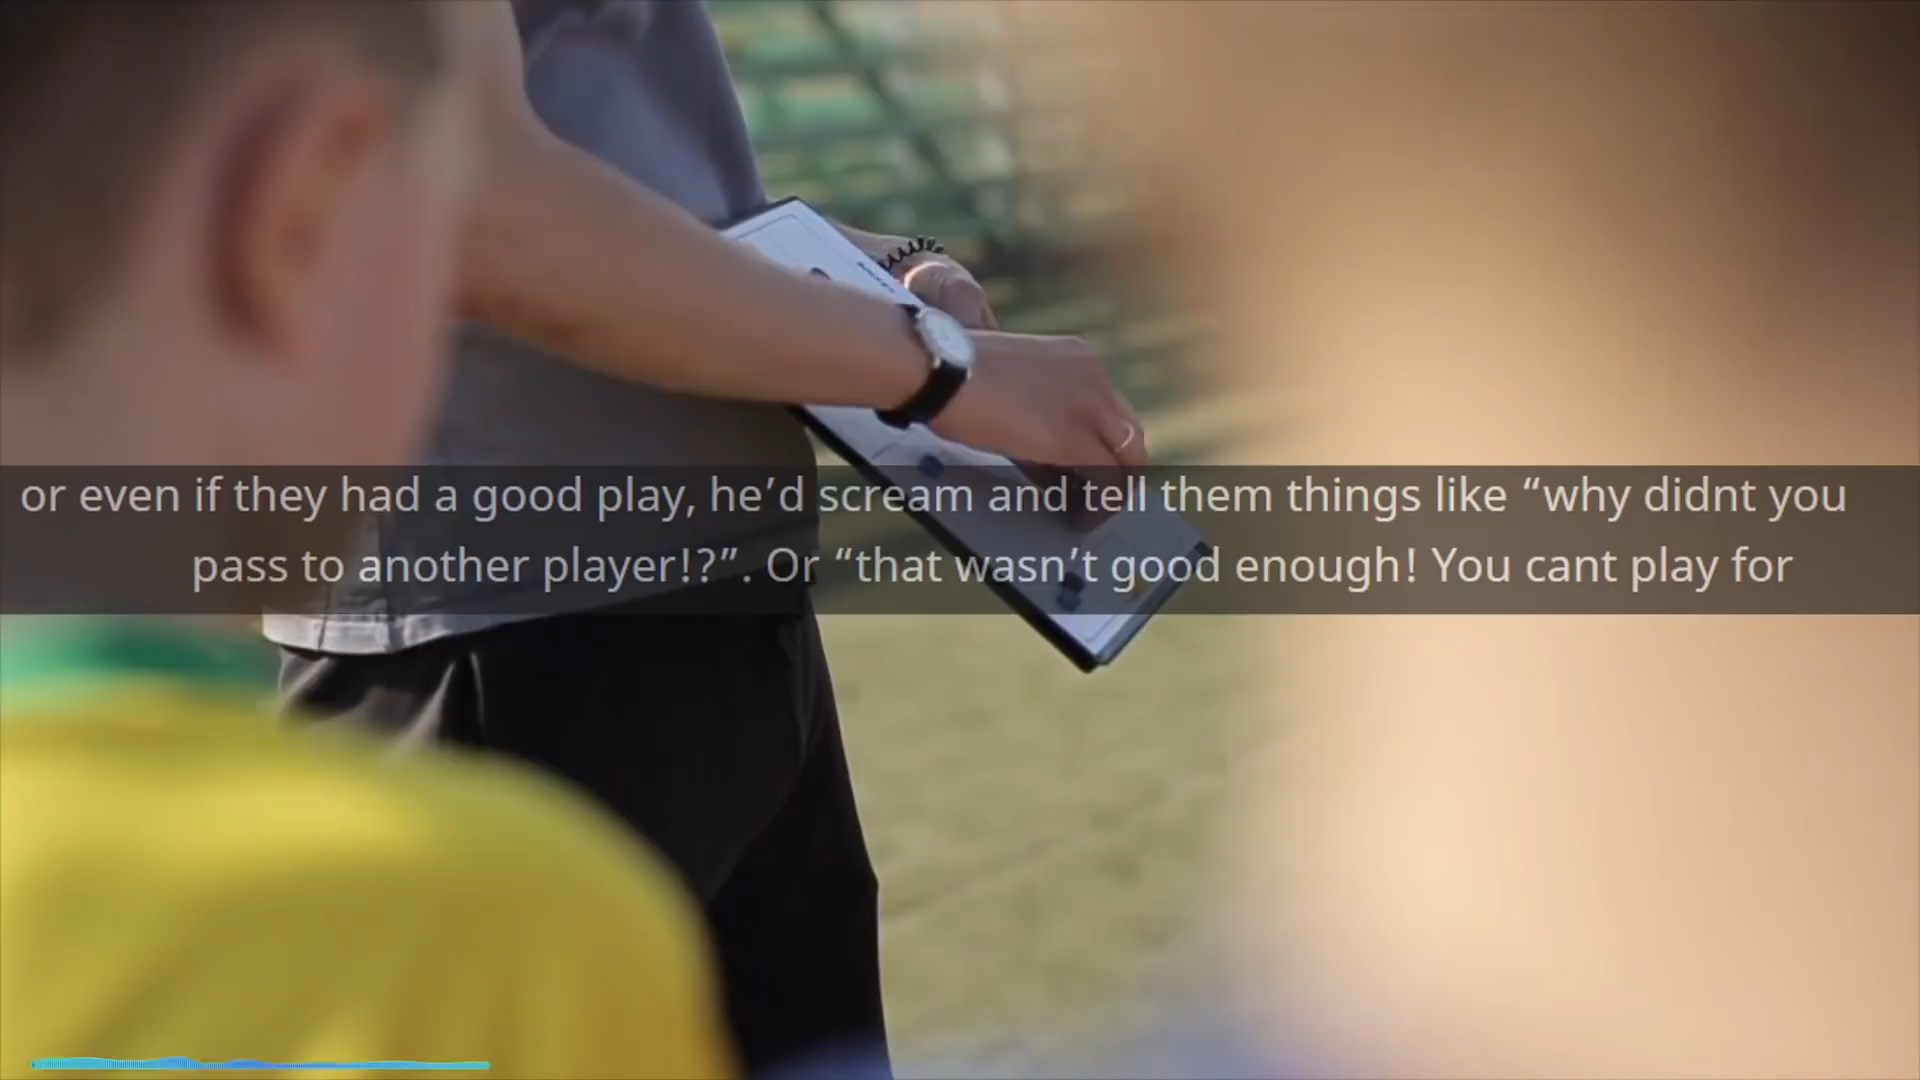 or even if they had a good play, he’d scream and tell them things like “why didnt you
pass to another player!?”. Or “that wasn’t good enough! You cant play for